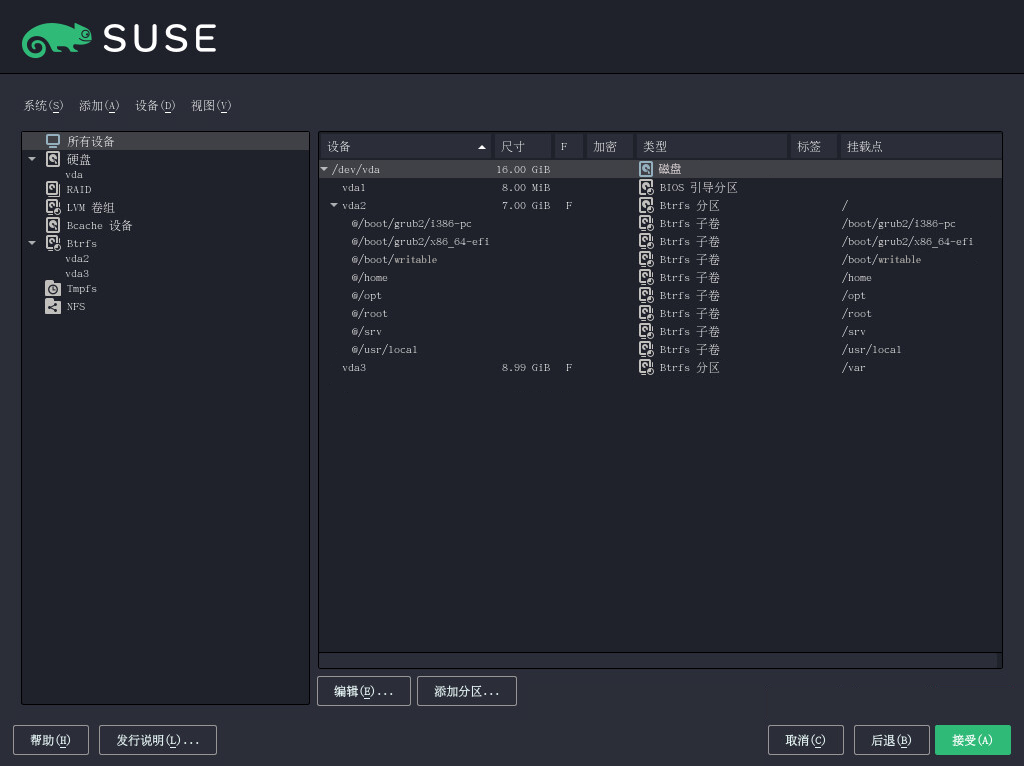 SUSE
系统(S) 添加(A) 设备(D) 视图(V)
所有设备
硬盘
vda
RAID
LVM 卷组
Bcache 设备
Btrfs
vda2
vda3
Tmpfs
NFS
设备 尺寸 F 加密 类型 标签 挂载点
/dev/vda 16.00 GiB 磁盘
vda1 8.00 MiB BIOS 引导分区
vda2 7.00 GiB F Btrfs 分区 /
@/boot/grub2/i386-pc Btrfs 子卷 /boot/grub2/i386-pc
@/boot/grub2/x86_64-efi Btrfs 子卷 /boot/grub2/x86_64-efi
@/boot/writable Btrfs 子卷 /boot/writable
@/home Btrfs 子卷 /home
@/opt Btrfs 子卷 /opt
@/root Btrfs 子卷 /root
@/srv Btrfs 子卷 /srv
@/usr/local Btrfs 子卷 /usr/local
vda3 8.99 GiB F Btrfs 分区 /var
编辑(E)... 添加分区...
帮助(H) 发行说明(L)... 取消(C) 后退(B) 接受(A)